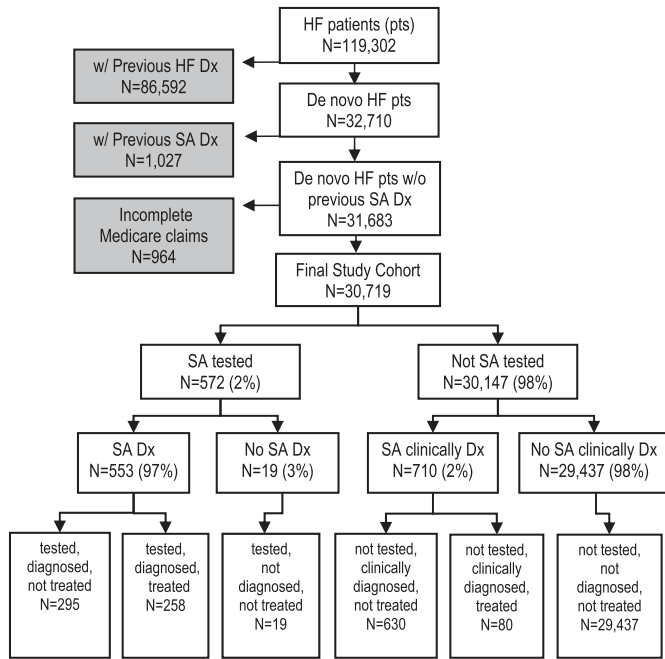 HF patients (pts)
N=119,302
w/ Previous HF Dx
N=86,592
De novo HF pts
N=32,710
w/ Previous SA Dx
N=1,027
De novo HF pts w/o
previous SA Dx
N=31,683
Incomplete
Medicare claims
N=964
Final Study Cohort
N=30,719
SA tested
N=572 (2%)
Not SA tested
N=30,147 (98%)
SA Dx
N=553 (97%)
No SA Dx
N=19 (3%)
SA clinically Dx
N=710 (2%)
No SA clinically Dx
N=29,437 (98%)
tested,
diagnosed,
not treated
N=295
tested,
diagnosed,
treated
N=258
tested,
not
diagnosed,
not treated
N=19
not tested,
clinically
diagnosed,
not treated
N=630
not tested,
clinically
diagnosed,
treated
N=80
not tested,
not
diagnosed,
not treated
N=29,437